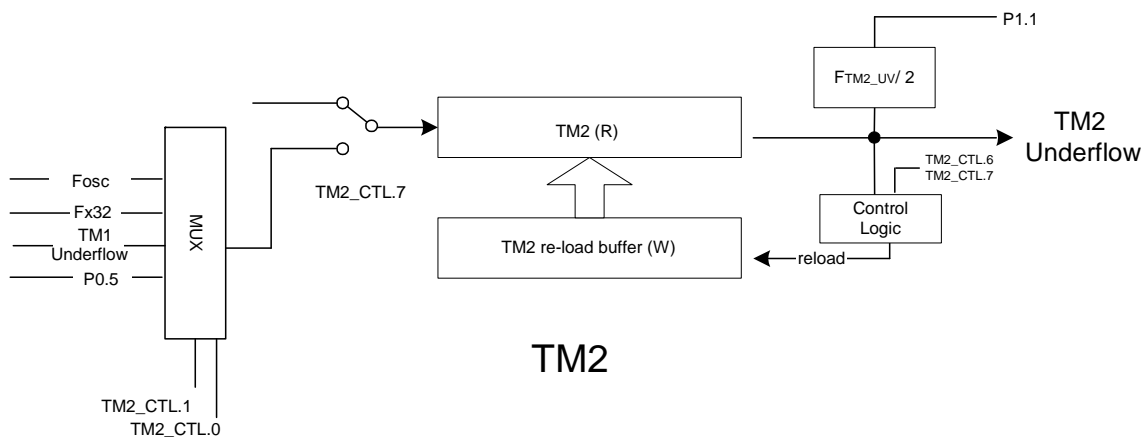 P1.1
FTM2_UV/ 2
TM2 (R)
TM2
Underflow
TM2_CTL.6
TM2_CTL.7
Fosc
TM2_CTL.7
Fx32
Control
Logic
MUX
TM1
Underflow
TM2 re-load buffer (W)
reload
P0.5
TM2
TM2_CTL.1
TM2_CTL.0